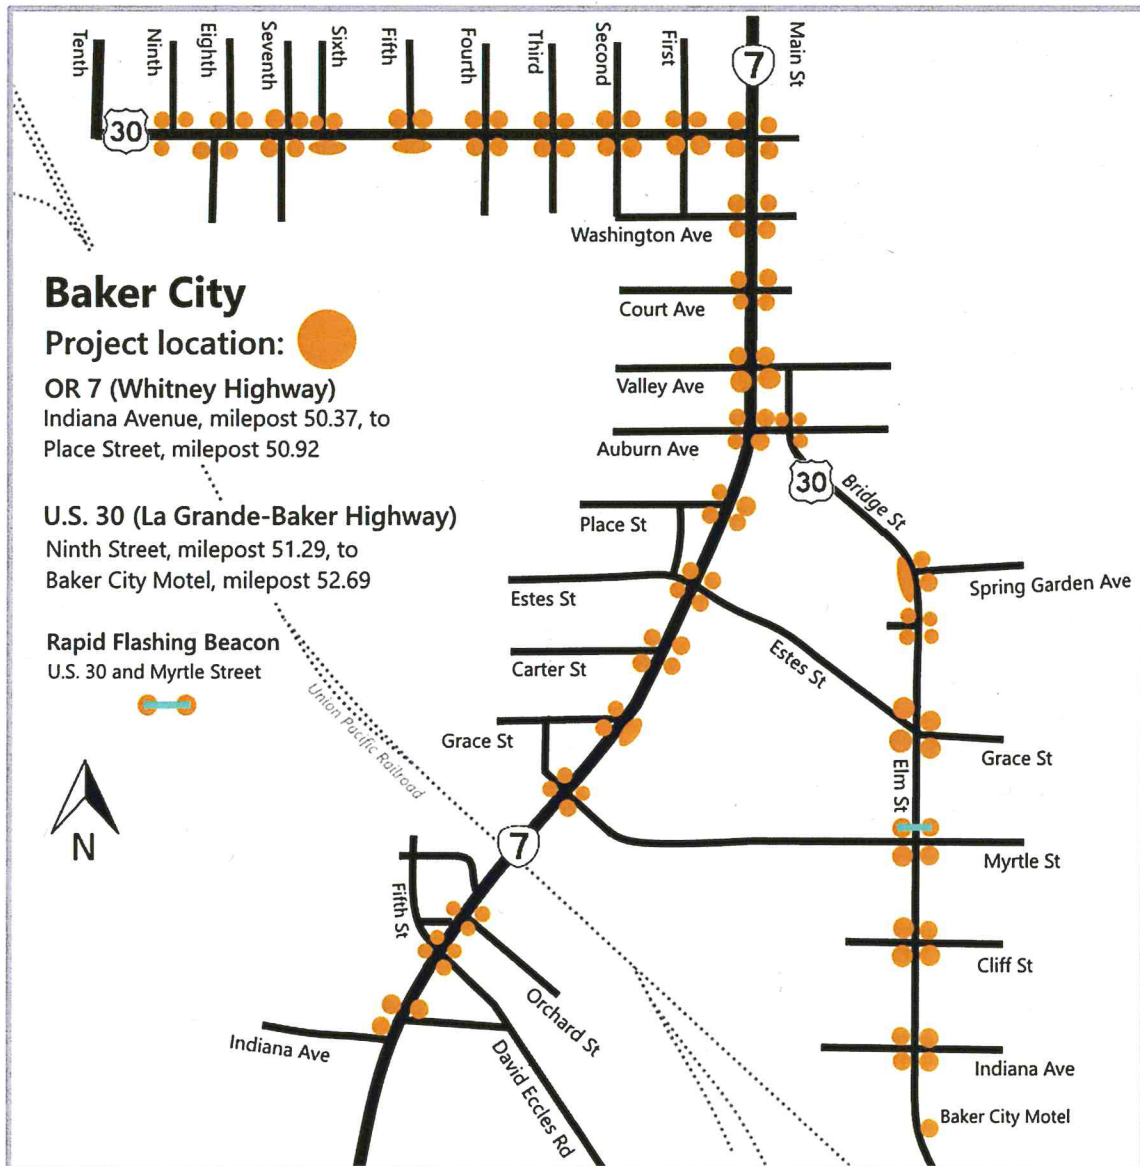 Tenth
Ninth
Eighth
Seventh
Sixth
Fifth
Fourth
Third
Second
First
Main St
7
30
Washington Ave
Court Ave
Valley Ave
Auburn Ave
30
Bridge St
Place St
Spring Garden Ave
Estes St
Estes St
Carter St
Grace St
Grace St
Elm St
Myrtle St
7
Fifth St
Cliff St
Orchard St
Indiana Ave
David Eccles Rd
Indiana Ave
Baker City Motel
Baker City
Project location:
OR 7 (Whitney Highway)
Indiana Avenue, milepost 50.37, to
Place Street, milepost 50.92
U.S. 30 (La Grande-Baker Highway)
Ninth Street, milepost 51.29, to
Baker City Motel, milepost 52.69
Rapid Flashing Beacon
U.S. 30 and Myrtle Street
Union Pacific Railroad
N